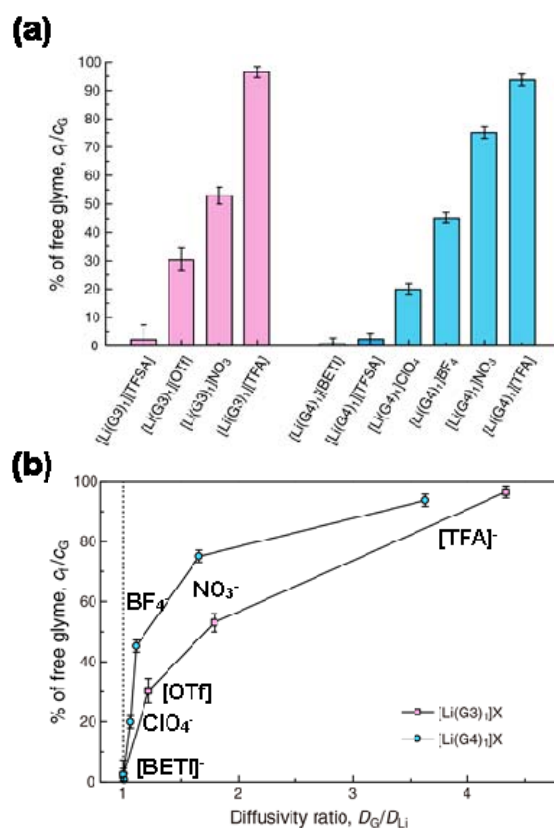 (a)
% of free glyme, cf/cG
100
90
80
70
60
50
40
30
20
10
0
[Li(G3)1][TFSA]
[Li(G3)1][OTf]
[Li(G3)1]NO3
[Li(G3)1][TFA]
[Li(G4)1][BETI]
[Li(G4)1][TFSA]
[Li(G4)1]ClO4
[Li(G4)1]BF4
[Li(G4)1]NO3
[Li(G4)1][TFA]
(b)
% of free glyme, cf/cG
100
80
60
40
20
0
[TFA]-
BF4-
NO3-
[OTf]
ClO4-
[BETI]-
[Li(G3)1]X
[Li(G4)1]X
1
2
3
4
Diffusivity ratio, DG/DLi